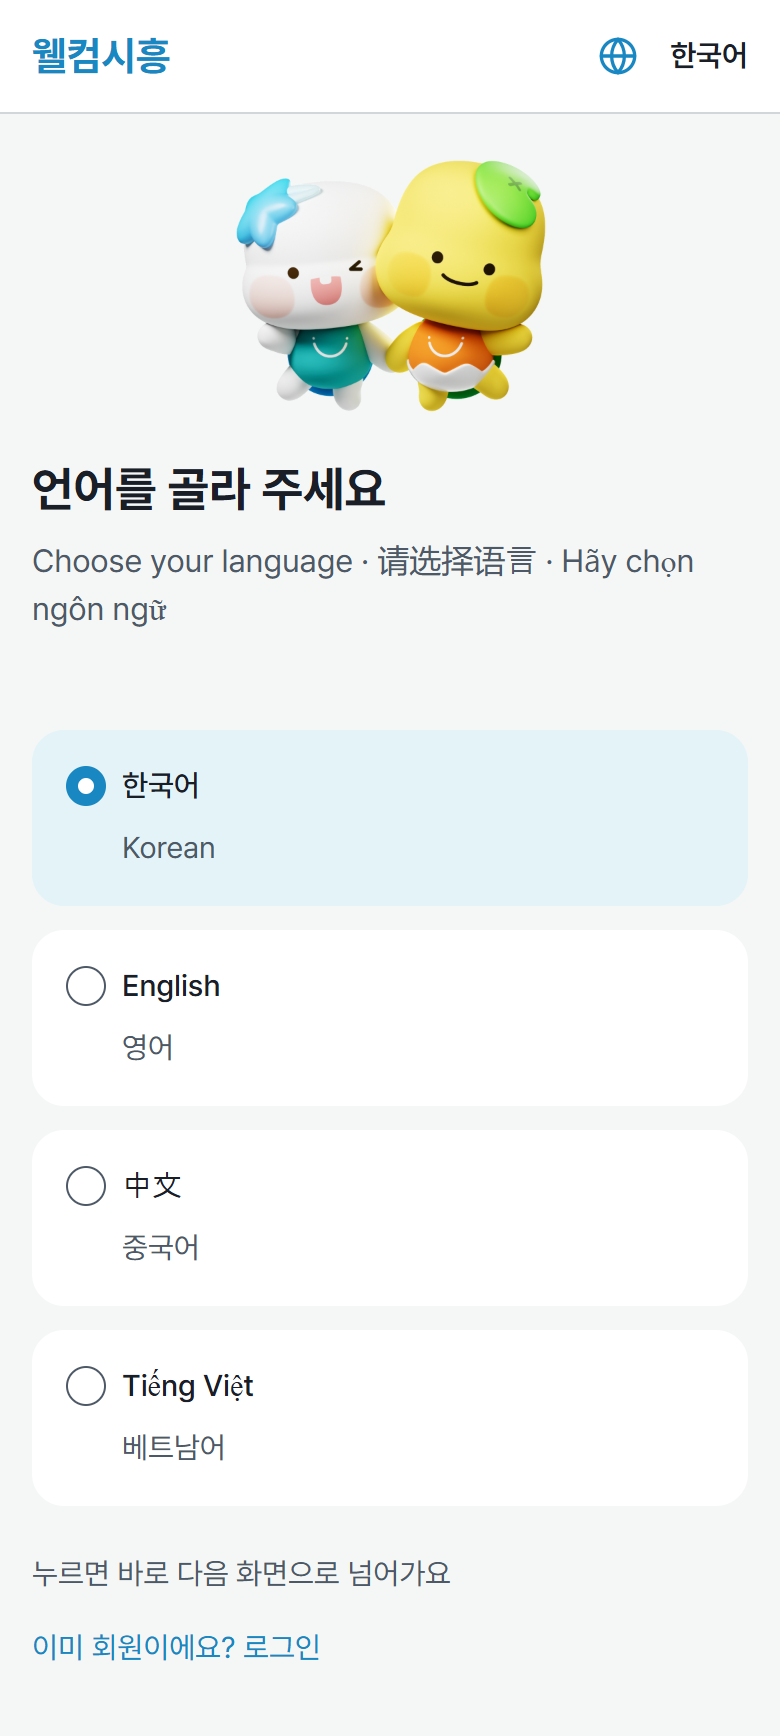 웰컴시흥
한국어
언어를 골라 주세요
Choose your language · 请选择语言 · Hãy chọn
ngôn ngữ
한국어
Korean
English
영어
中文
중국어
Tiếng Việt
베트남어
누르면 바로 다음 화면으로 넘어가요
이미 회원이에요? 로그인